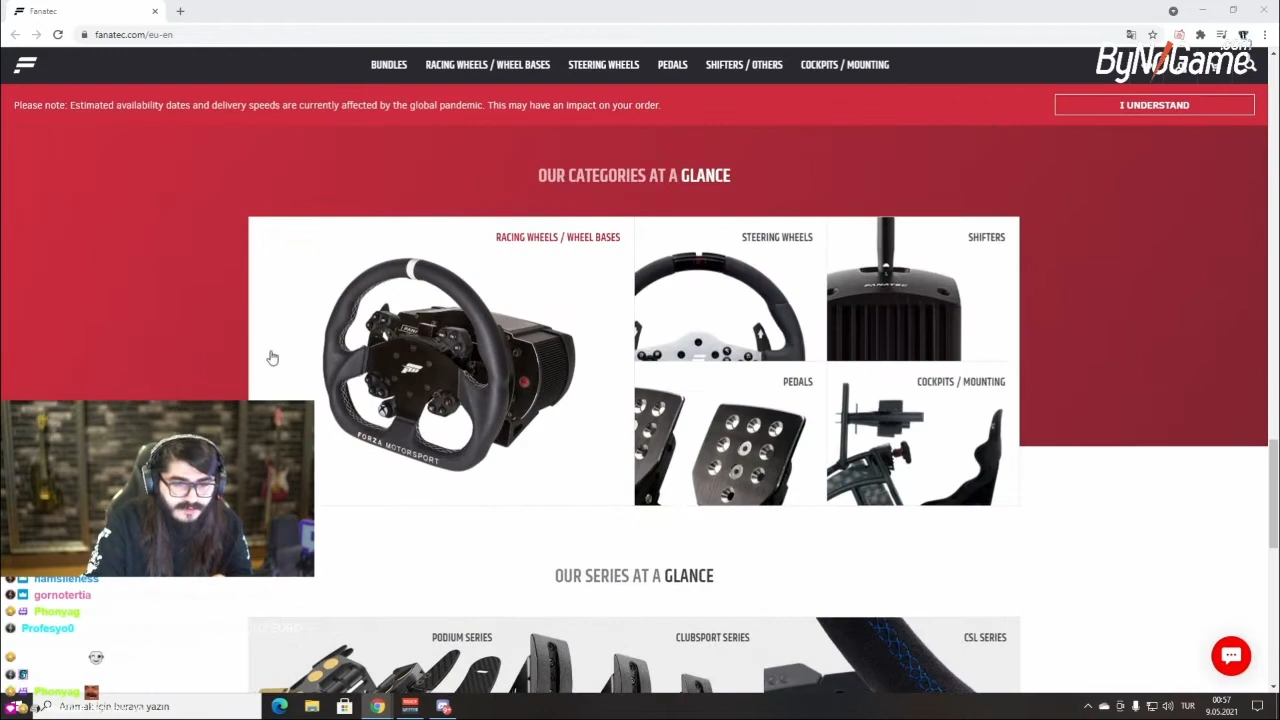 Fanatec
fanatec.com/eu-en
BUNDLES
RACING WHEELS / WHEEL BASES
STEERING WHEELS
PEDALS
SHIFTERS / OTHERS
COCKPITS / MOUNTING
.com
ByNoGame
Please note: Estimated availability dates and delivery speeds are currently affected by the global pandemic. This may have an impact on your order.
I UNDERSTAND
OUR CATEGORIES AT A GLANCE
RACING WHEELS / WHEEL BASES
STEERING WHEELS
SHIFTERS
FANATEC
FORZA MOTORSPORT
PEDALS
COCKPITS / MOUNTING
OUR SERIES AT A GLANCE
PODIUM SERIES
CLUBSPORT SERIES
CSL SERIES
hamsileness
gornotertia
Phonyag
Profesyo0
Phonyag
buraya yazın
TUR
00:57
9.05.2021